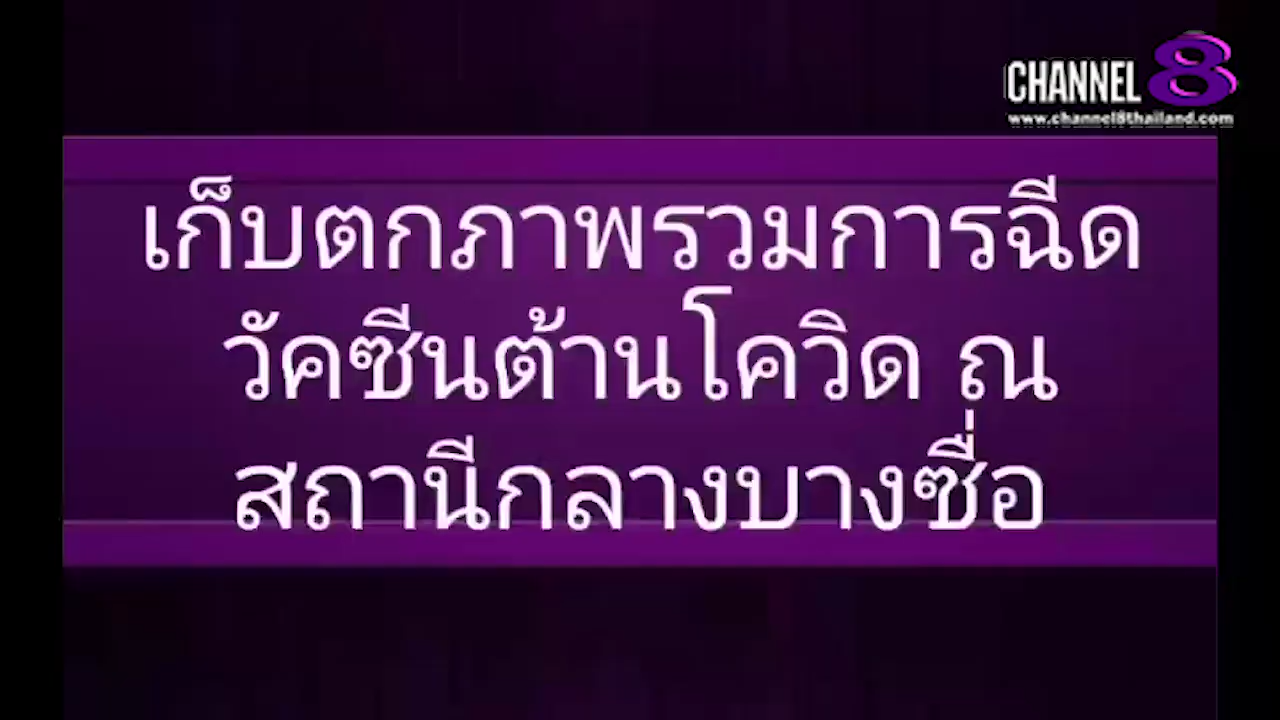 CHANNEL 8
www.channel8thailand.com
เก็บตกภาพรวมการฉีด
วัคซีนต้านโควิด ณ
สถานีกลางบางซื่อ